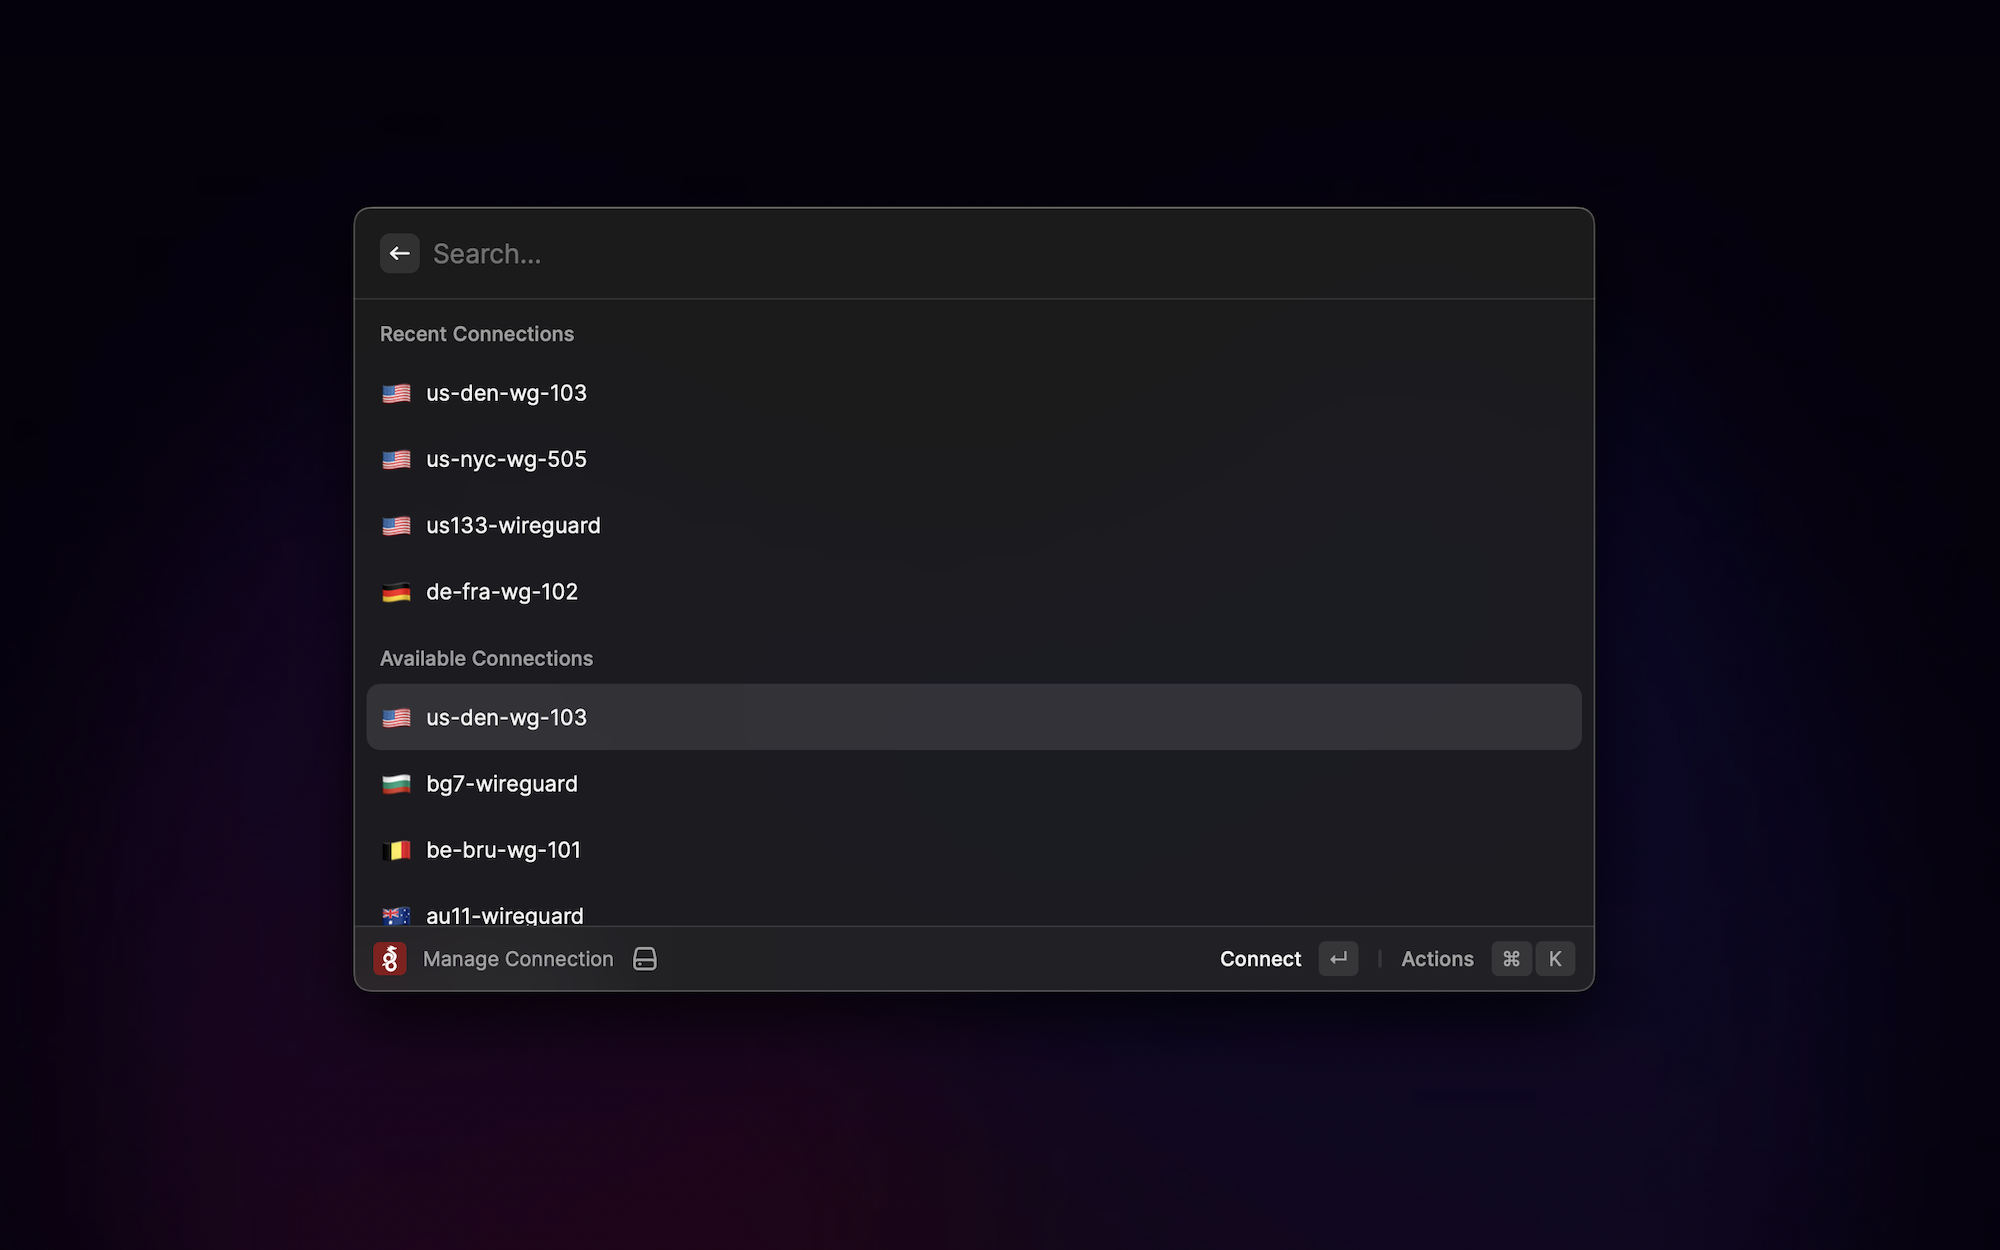 Search...
Recent Connections
us-den-wg-103
us-nyc-wg-505
us133-wireguard
de-fra-wg-102
Available Connections
us-den-wg-103
bg7-wireguard
be-bru-wg-101
au11-wireguard
Manage Connection Connect ↵ | Actions ⌘ K